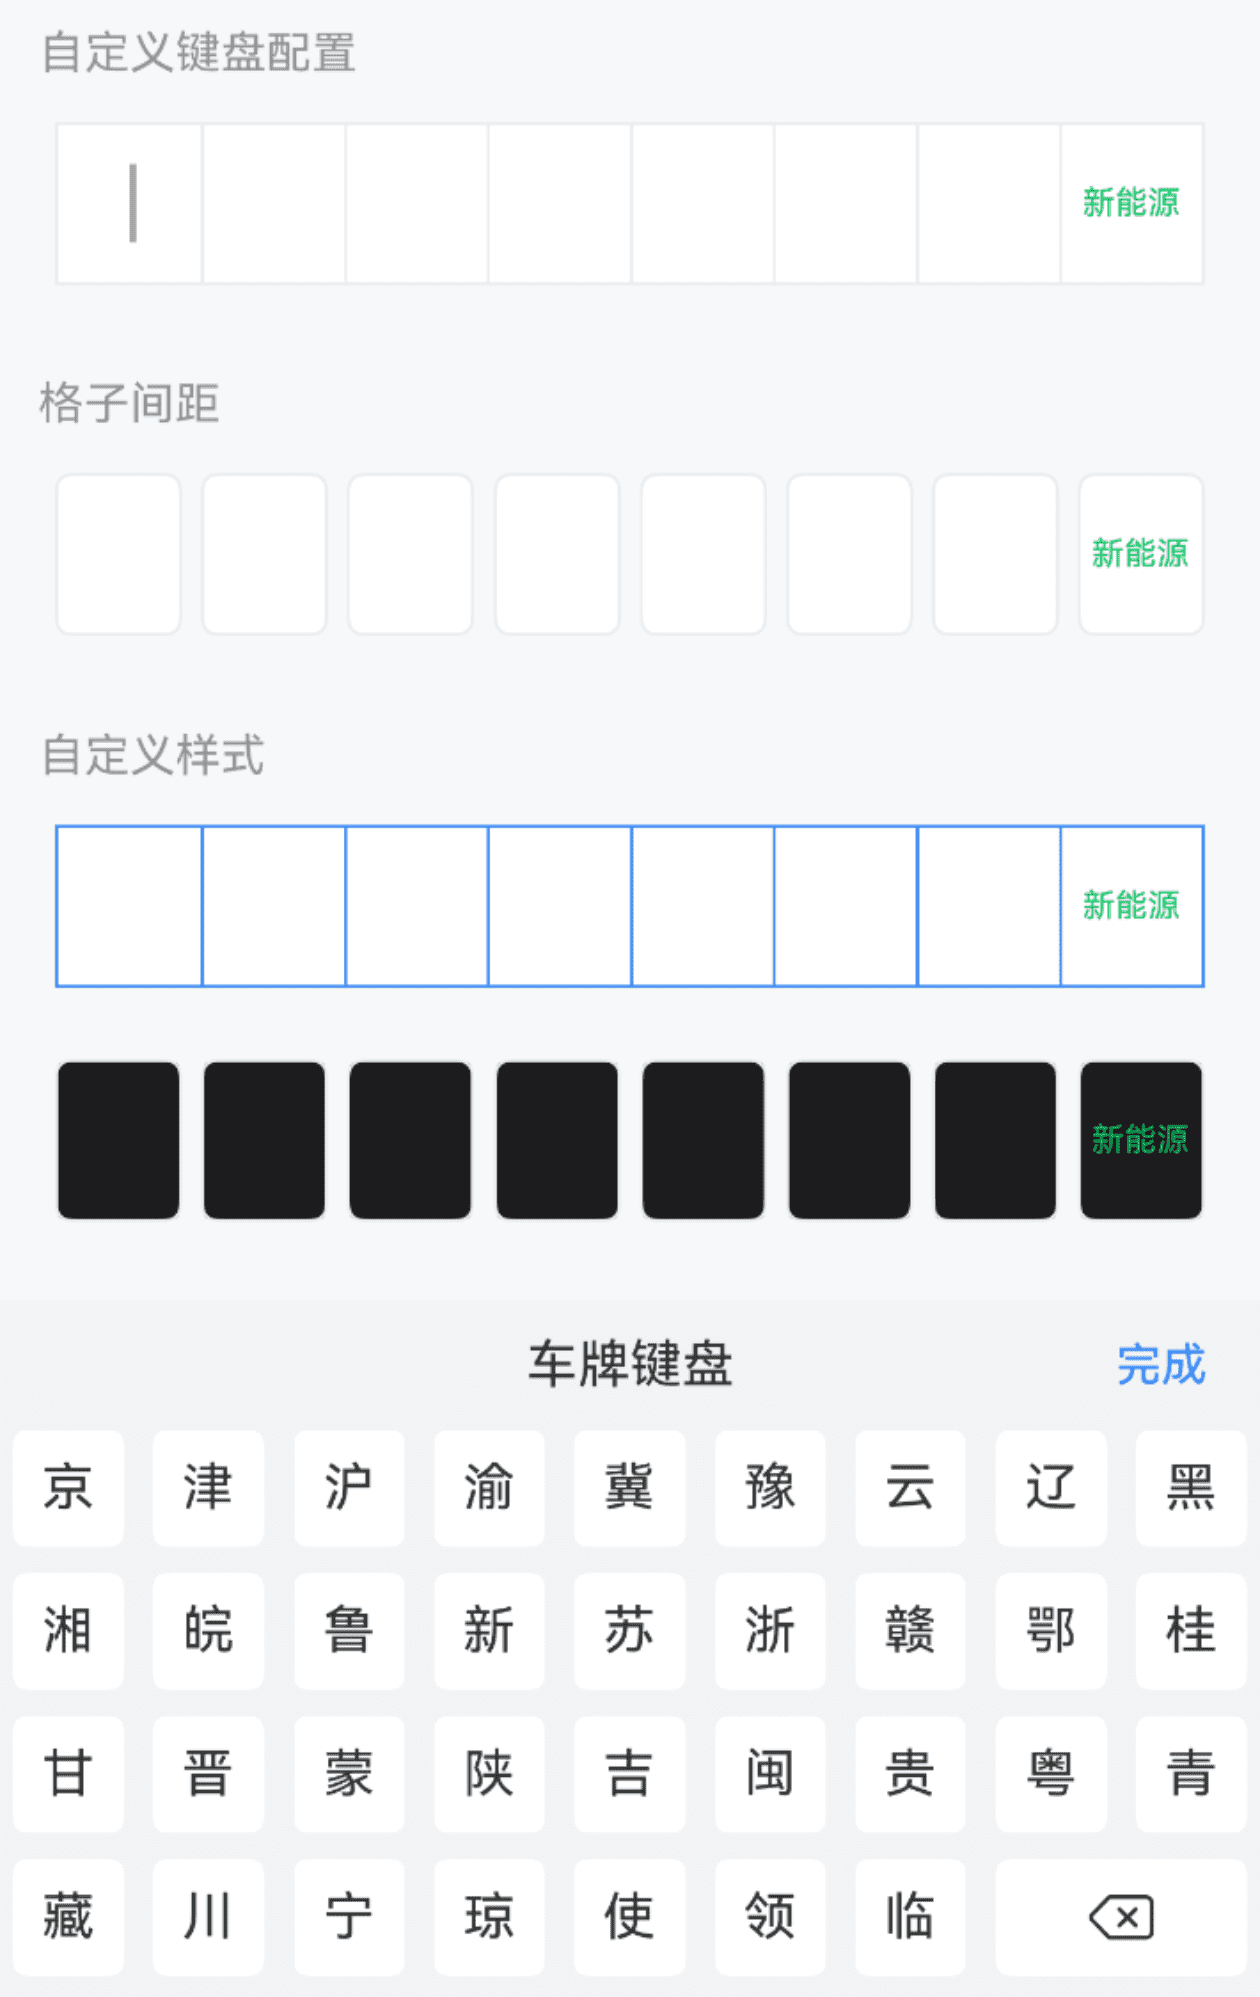 自定义键盘配置
新能源
格子间距
新能源
自定义样式
新能源
新能源
车牌键盘 完成
京 津 沪 渝 冀 豫 云 辽 黑
湘 皖 鲁 新 苏 浙 赣 鄂 桂
甘 晋 蒙 陕 吉 闽 贵 粤 青
藏 川 宁 琼 使 领 临